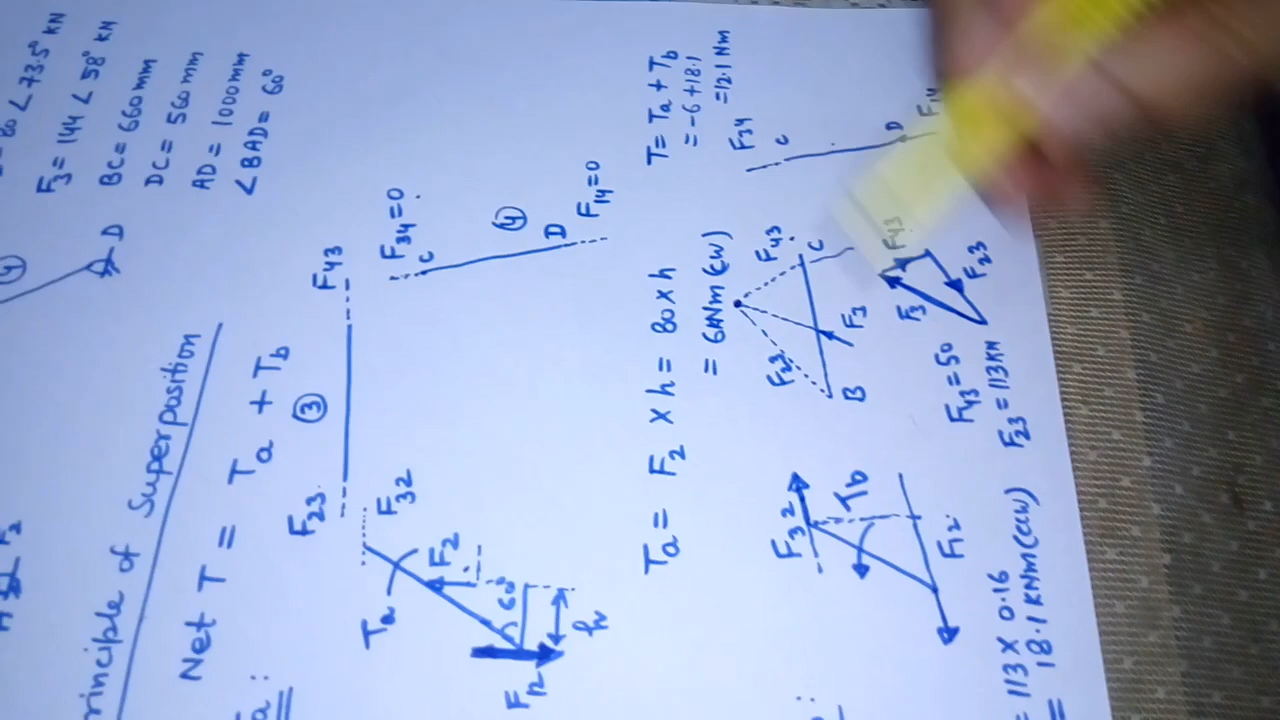 F₃ = 144 < 58° KN
BC = 660 mm
DC = 560 mm
AD = 1000 mm
< BAD = 60°
4
D
Principle of Superposition
Net T = Ta + Tb
a:
F₂₃
3
F₄₃
F₃₄=0
C
4
D
F₁₄=0
Ta
F₃₂
F₂
60°
F₁₂
h
Ta = F₂ x h = 80 x h
= 6 KNm (cw)
T = Ta + Tb
= -6 + 18.1
= 12.1 Nm
F₃₂
Tb
F₁₂
F₂₃
F₄₃
B
C
F₃
F₃₄
C
D
F₁₄
F₃
F₄₃
F₂₃
F₄₃ = 50
F₂₃ = 113 KN
= 113 x 0.16
= 18.1 KNm (ccw)